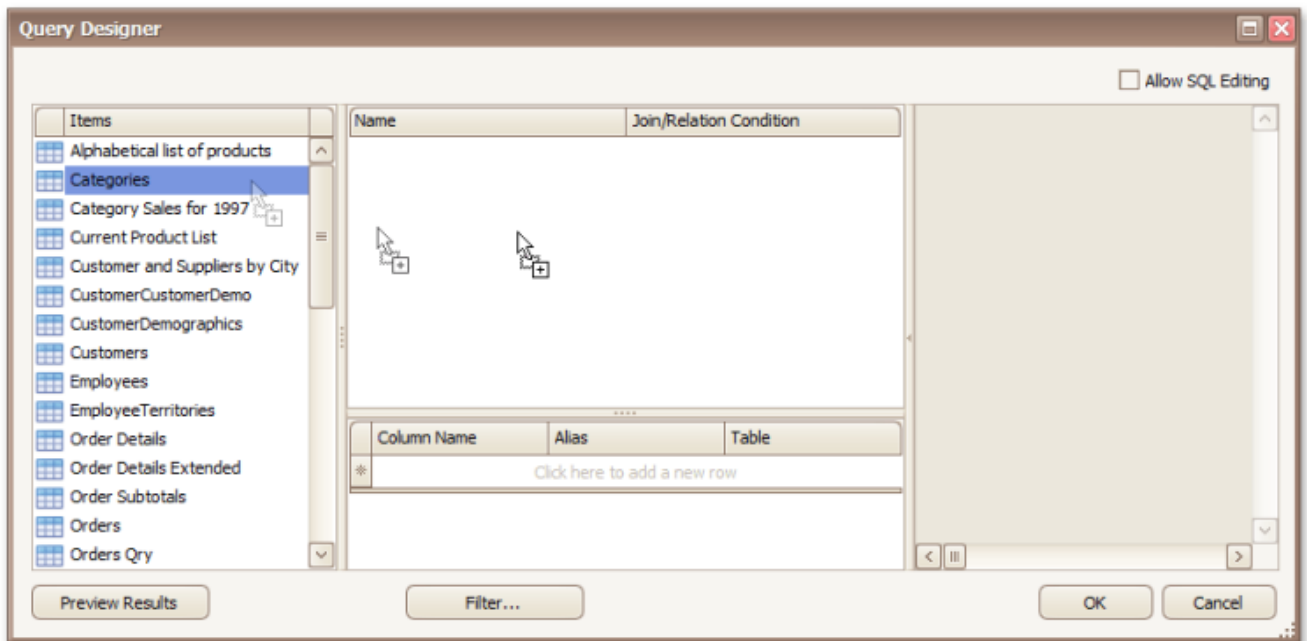 Query Designer
Allow SQL Editing
Items
Name
Join/Relation Condition
Alphabetical list of products
Categories
Category Sales for 1997
Current Product List
Customer and Suppliers by City
CustomerCustomerDemo
CustomerDemographics
Customers
Employees
EmployeeTerritories
Order Details
Order Details Extended
Order Subtotals
Orders
Orders Qry
Column Name
Alias
Table
Click here to add a new row
Preview Results
Filter...
OK
Cancel